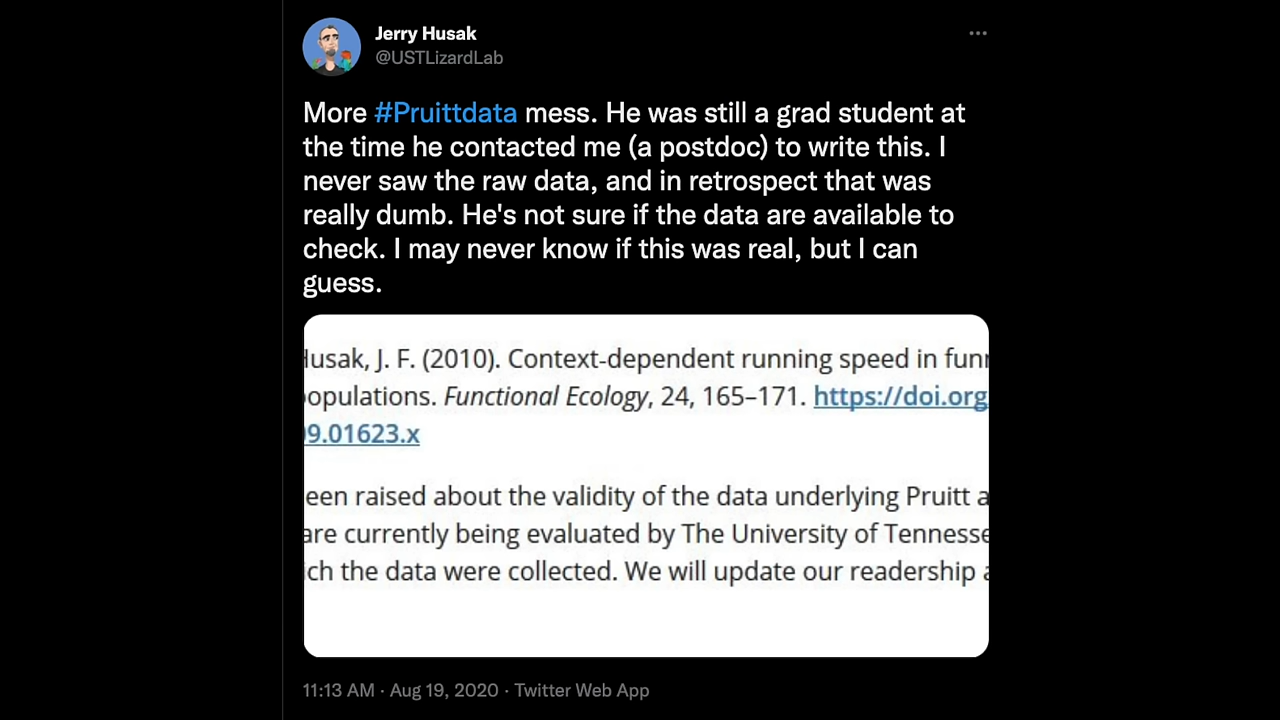 Jerry Husak
@USTLizardLab
More #Pruittdata mess. He was still a grad student at
the time he contacted me (a postdoc) to write this. I
never saw the raw data, and in retrospect that was
really dumb. He's not sure if the data are available to
check. I may never know if this was real, but I can
guess.
Husak, J. F. (2010). Context-dependent running speed in funn
populations. Functional Ecology, 24, 165–171. https://doi.org
09.01623.x
een raised about the validity of the data underlying Pruitt a
are currently being evaluated by The University of Tennesse
ich the data were collected. We will update our readership a
11:13 AM · Aug 19, 2020 · Twitter Web App